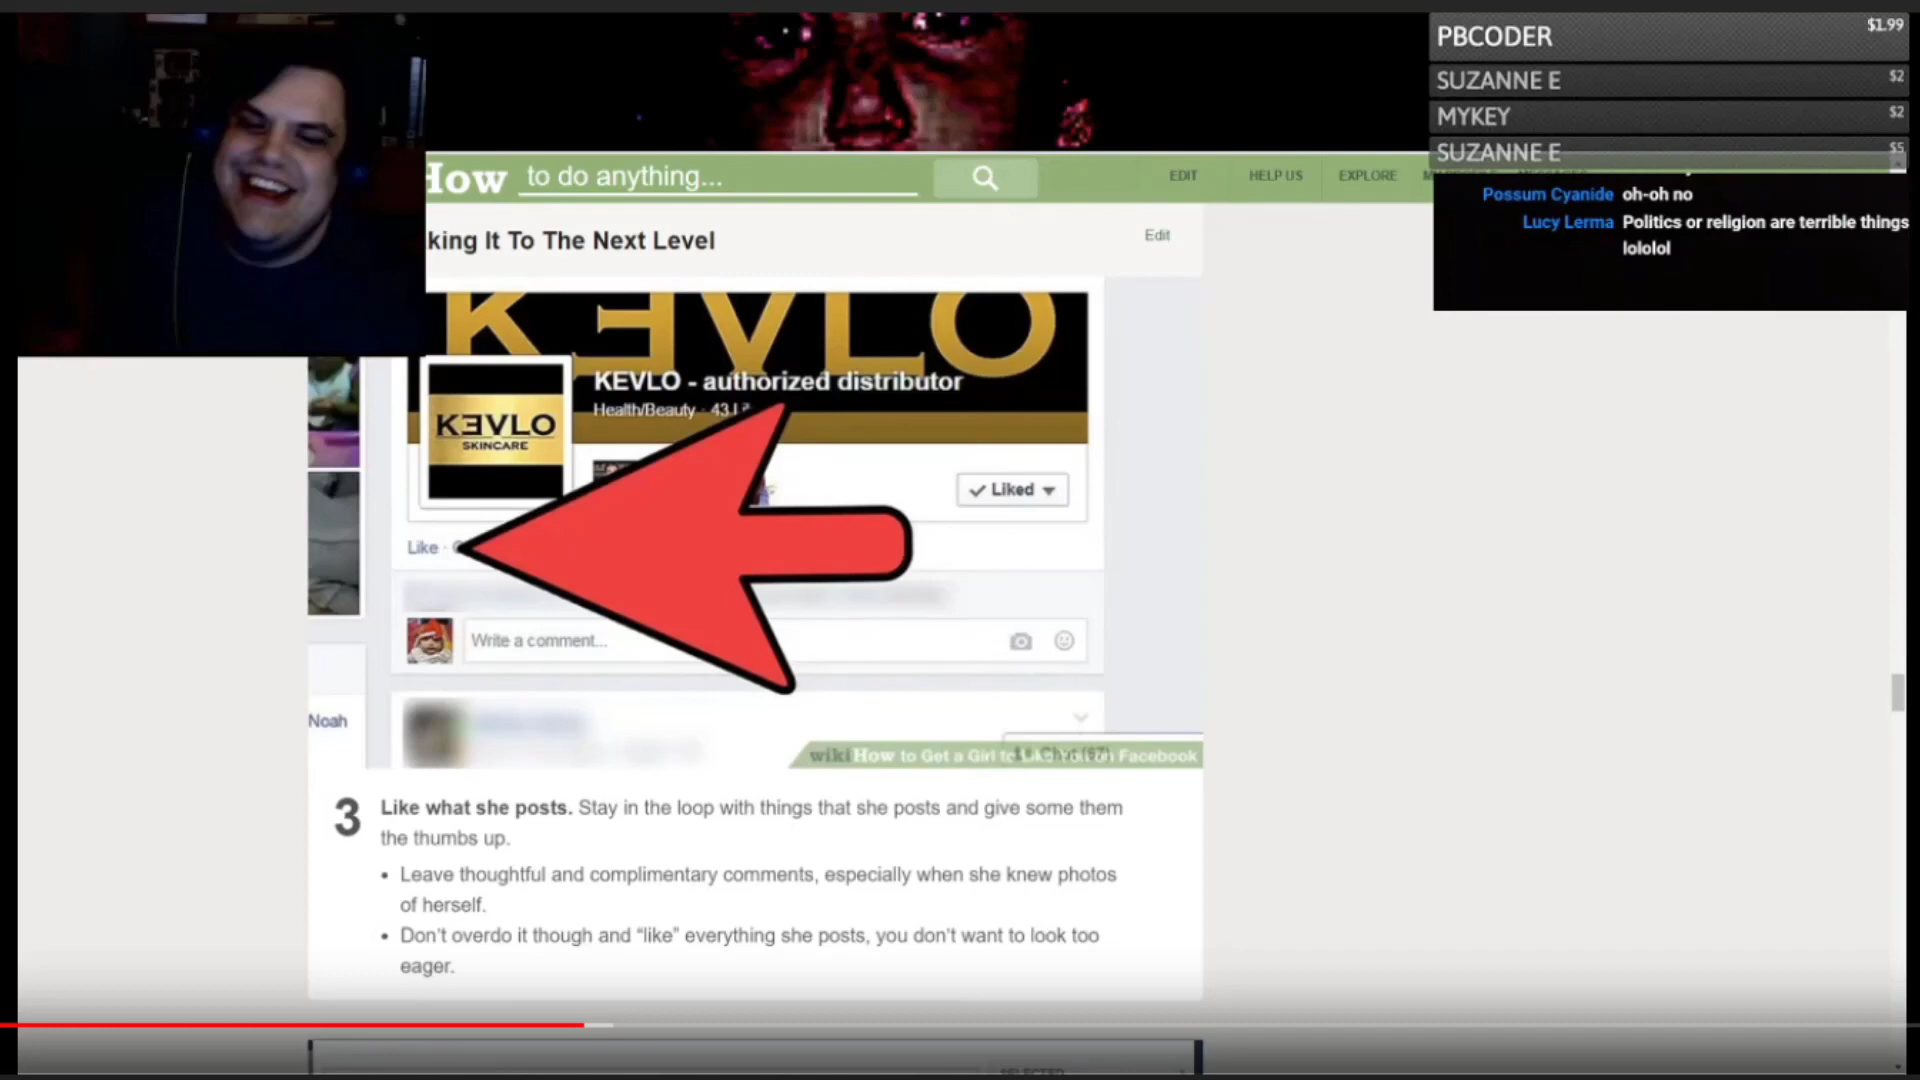 PBCODER $1.99
SUZANNE E $2
MYKEY $2
SUZANNE E $5
Possum Cyanide oh-oh no
Lucy Lerma Politics or religion are terrible things
lololol
How to do anything...
EDIT HELP US EXPLORE
king It To The Next Level
Edit
KEVLO
KEVLO - authorized distributor
Health/Beauty · 43
KEVLO
SKINCARE
Liked
Like ·
Write a comment...
Noah
wikiHow to Get a Girl to Facebook
3 Like what she posts. Stay in the loop with things that she posts and give some them
the thumbs up.
• Leave thoughtful and complimentary comments, especially when she knew photos
of herself.
• Don't overdo it though and “like” everything she posts, you don't want to look too
eager.